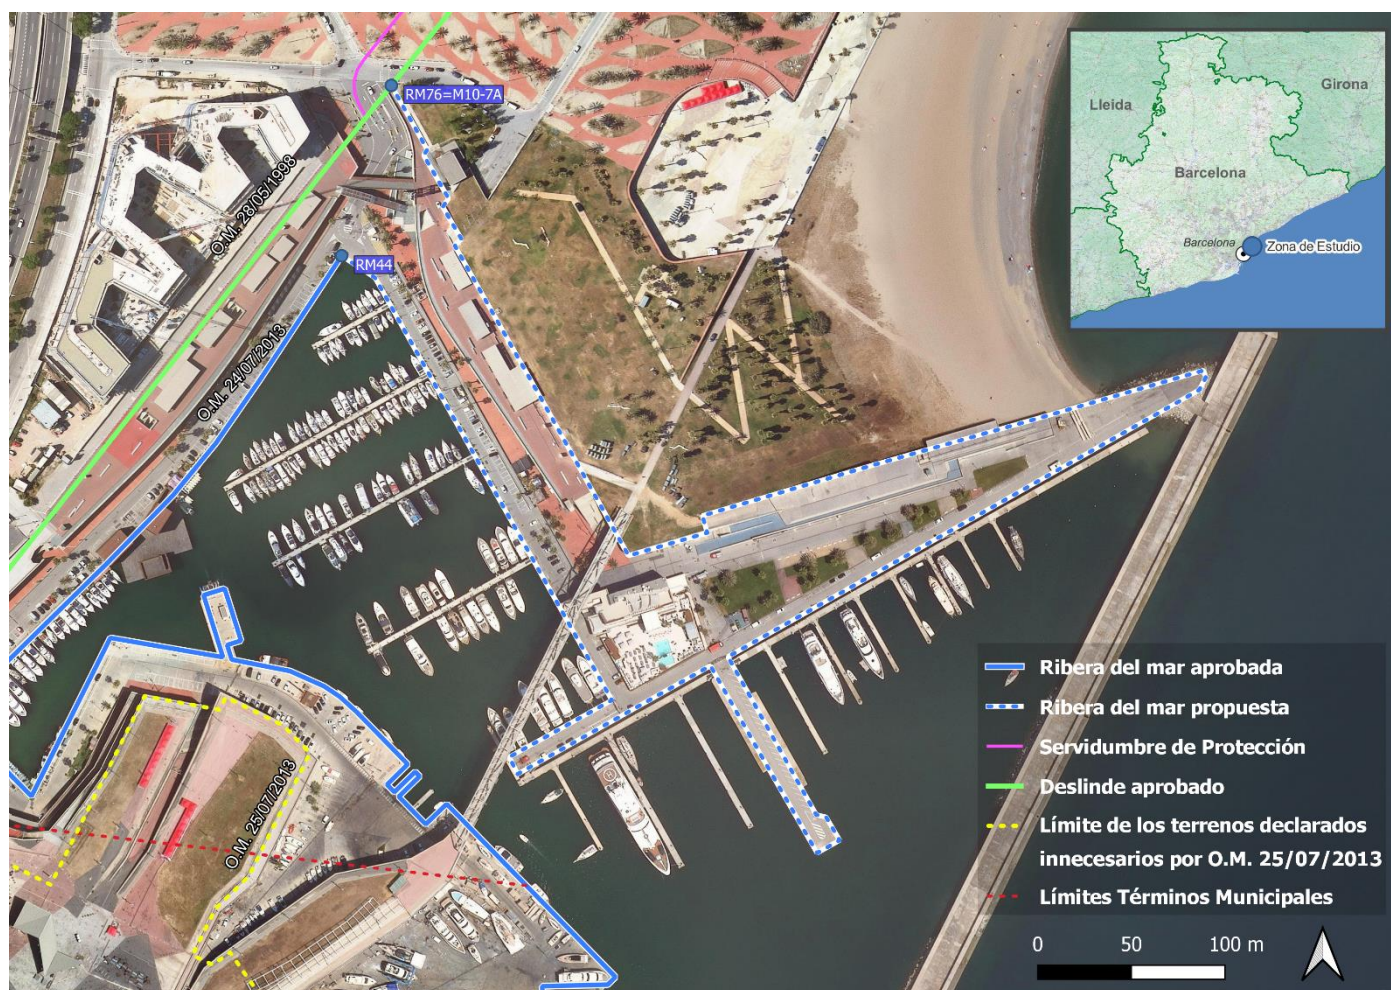 RM76=M10-7A
O.M. 28/05/1998
RM44
O.M. 24/07/2013
O.M. 25/07/2013
Lleida
Girona
Barcelona
Barcelona
Zona de Estudio
Ribera del mar aprobada
Ribera del mar propuesta
Servidumbre de Protección
Deslinde aprobado
Límite de los terrenos declarados
innecesarios por O.M. 25/07/2013
Límites Términos Municipales
0 50 100 m